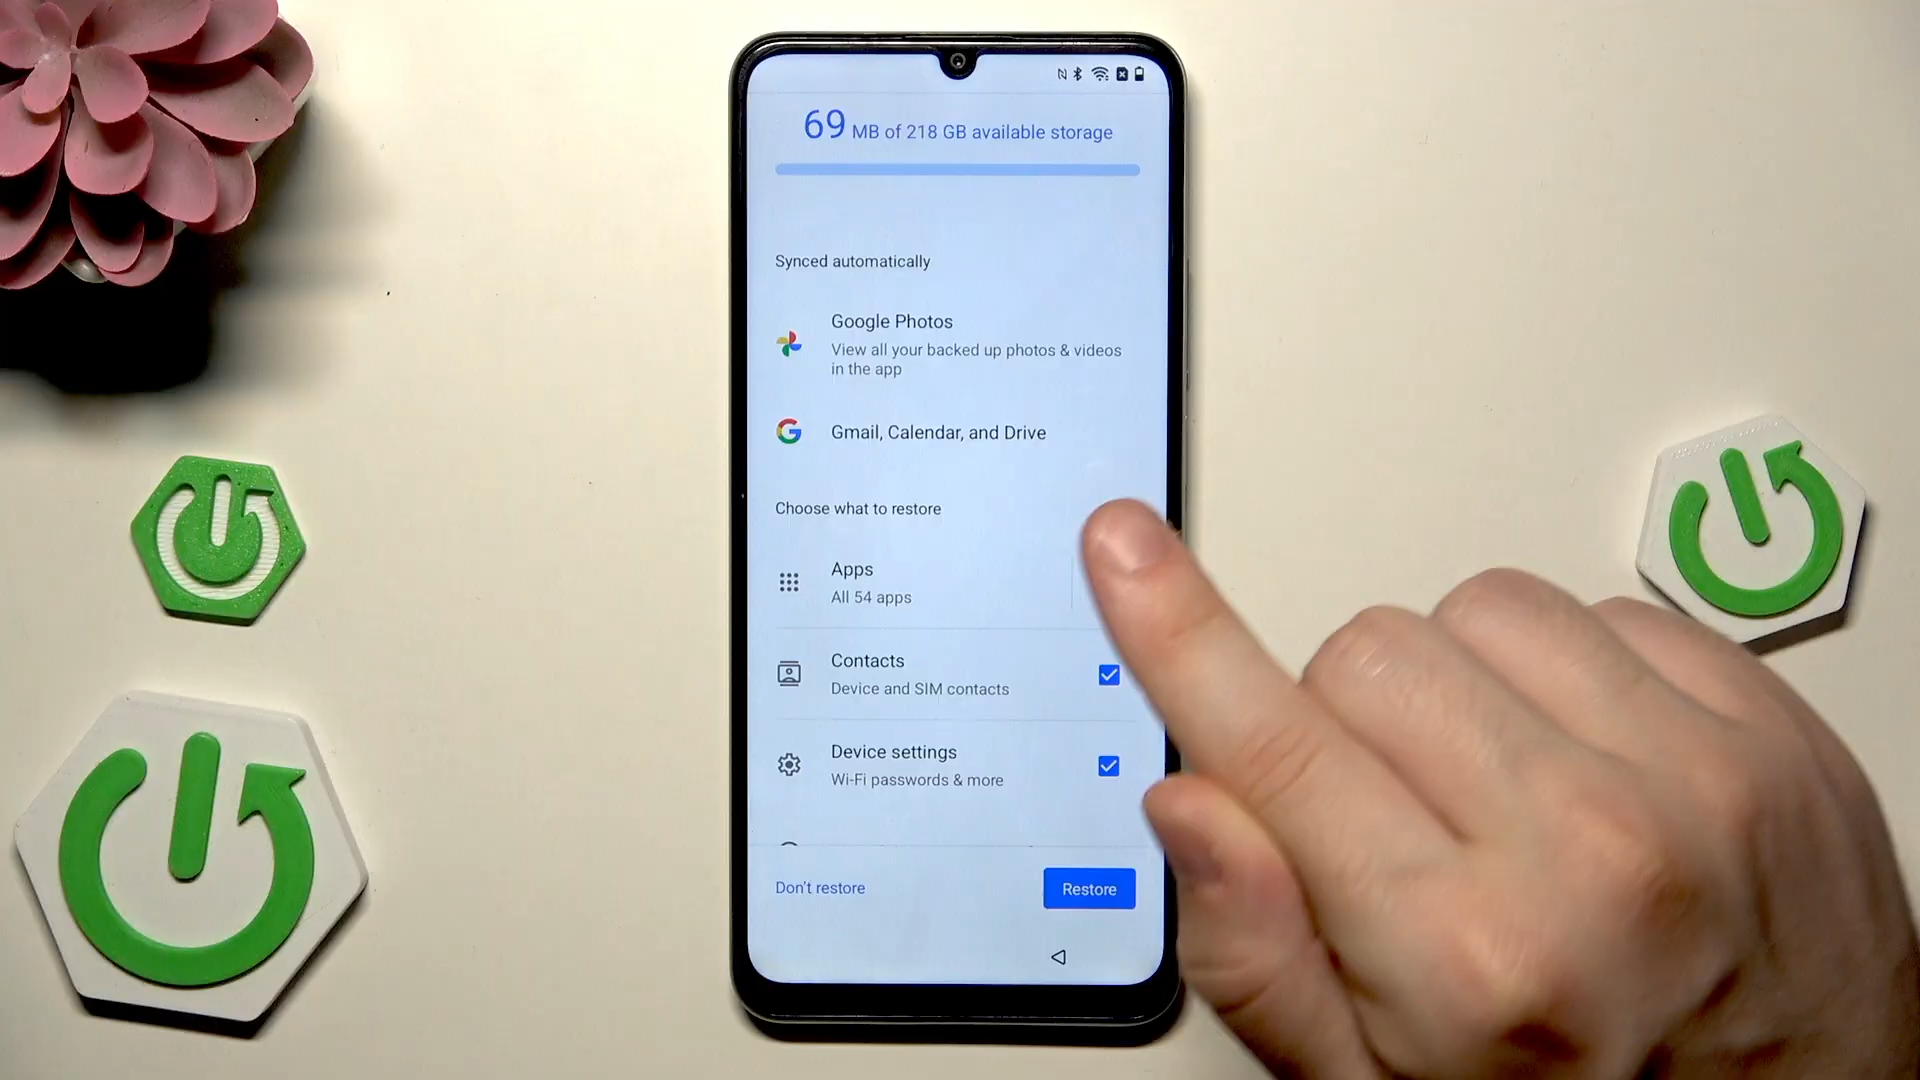 69 MB of 218 GB available storage
Synced automatically
Google Photos
View all your backed up photos & videos
in the app
Gmail, Calendar, and Drive
Choose what to restore
Apps
All 54 apps
Contacts
Device and SIM contacts
Device settings
Wi-Fi passwords & more
Don't restore
Restore